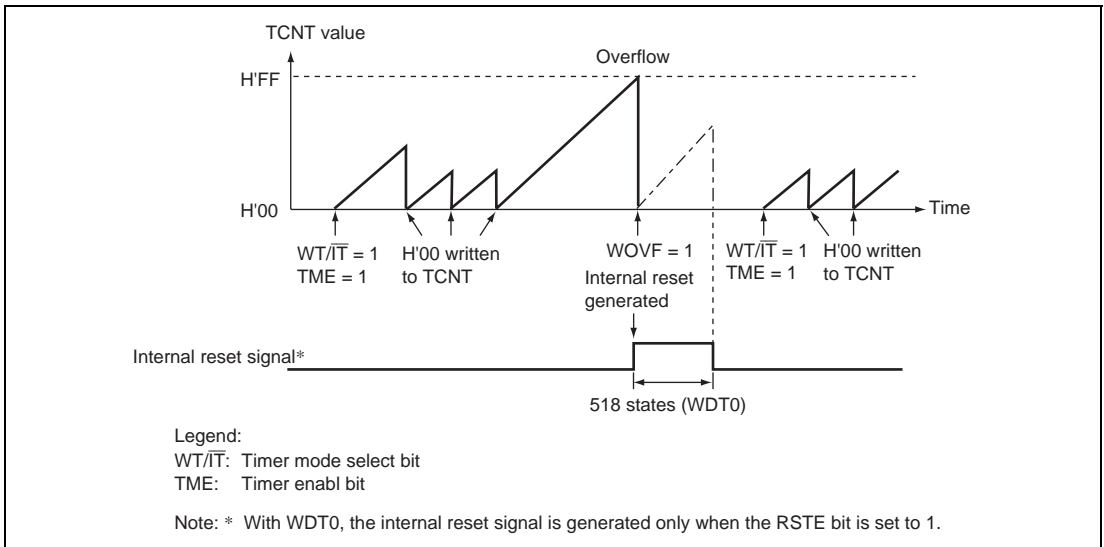 TCNT value
Overflow
H'FF
H'00
Time
WT/I̅T̅ = 1
TME = 1
H'00 written
to TCNT
WOVF = 1
Internal reset
generated
WT/I̅T̅ = 1
TME = 1
H'00 written
to TCNT
Internal reset signal*
518 states (WDT0)
Legend:
WT/I̅T̅: Timer mode select bit
TME: Timer enabl bit
Note: * With WDT0, the internal reset signal is generated only when the RSTE bit is set to 1.